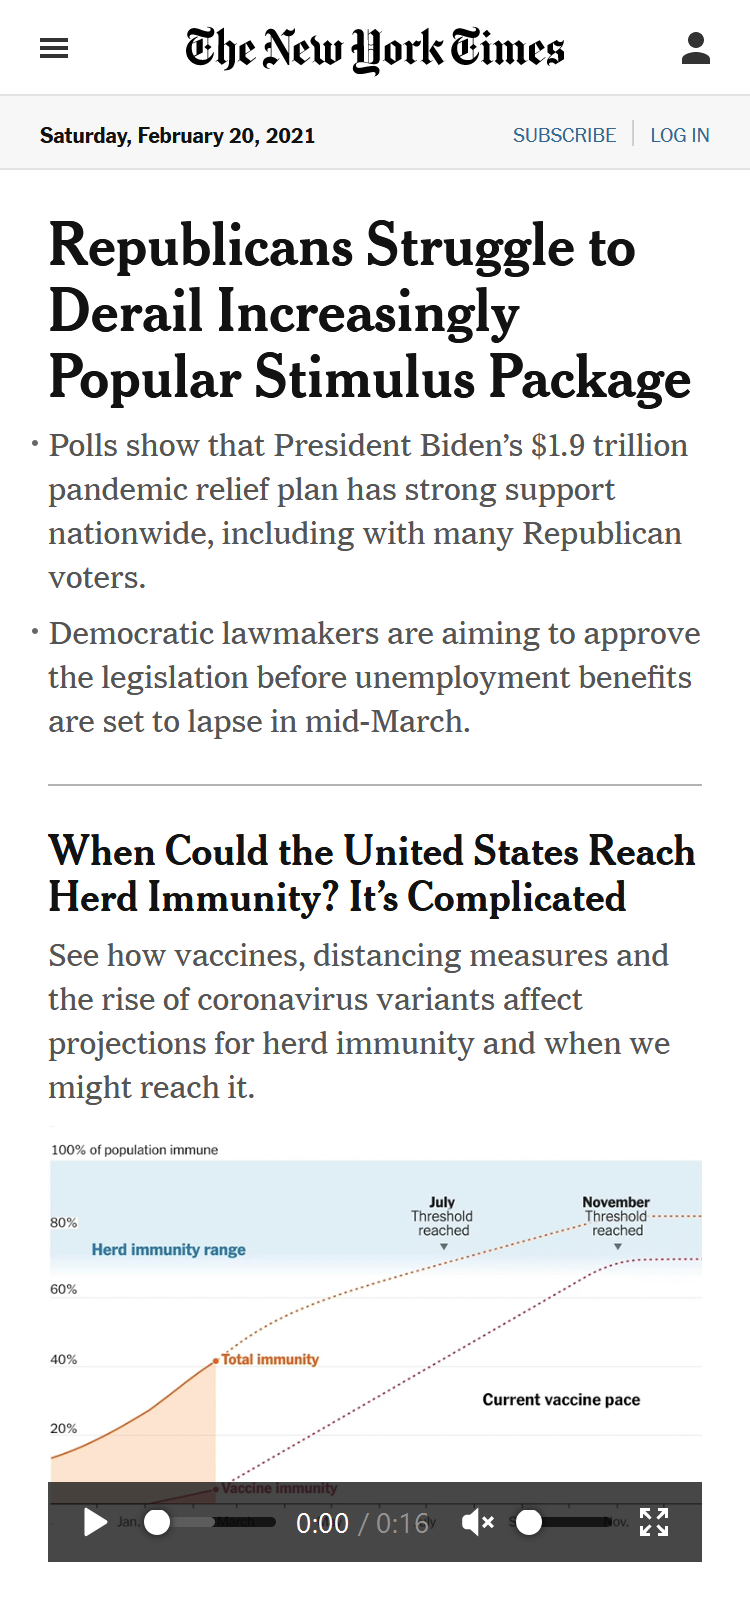 The New York Times
Saturday, February 20, 2021
SUBSCRIBE
LOG IN
Republicans Struggle to
Derail Increasingly
Popular Stimulus Package
• Polls show that President Biden’s $1.9 trillion
pandemic relief plan has strong support
nationwide, including with many Republican
voters.
• Democratic lawmakers are aiming to approve
the legislation before unemployment benefits
are set to lapse in mid-March.
When Could the United States Reach
Herd Immunity? It’s Complicated
See how vaccines, distancing measures and
the rise of coronavirus variants affect
projections for herd immunity and when we
might reach it.
100% of population immune
July
Threshold
reached
November
Threshold
reached
80%
Herd immunity range
60%
40%
Total immunity
Current vaccine pace
20%
Vaccine immunity
Jan.
March
0:00 / 0:16
Nov.